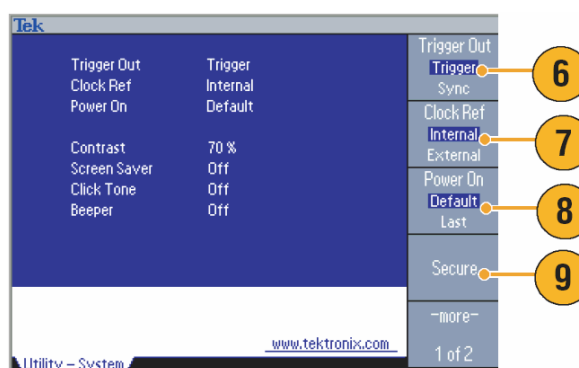 Tek
Trigger Out Trigger
Clock Ref Internal
Power On Default
Contrast 70 %
Screen Saver Off
Click Tone Off
Beeper Off
www.tektronix.com
Utility – System
Trigger Out
Trigger
Sync
6
Clock Ref
Internal
External
7
Power On
Default
Last
8
Secure
9
-more-
1 of 2